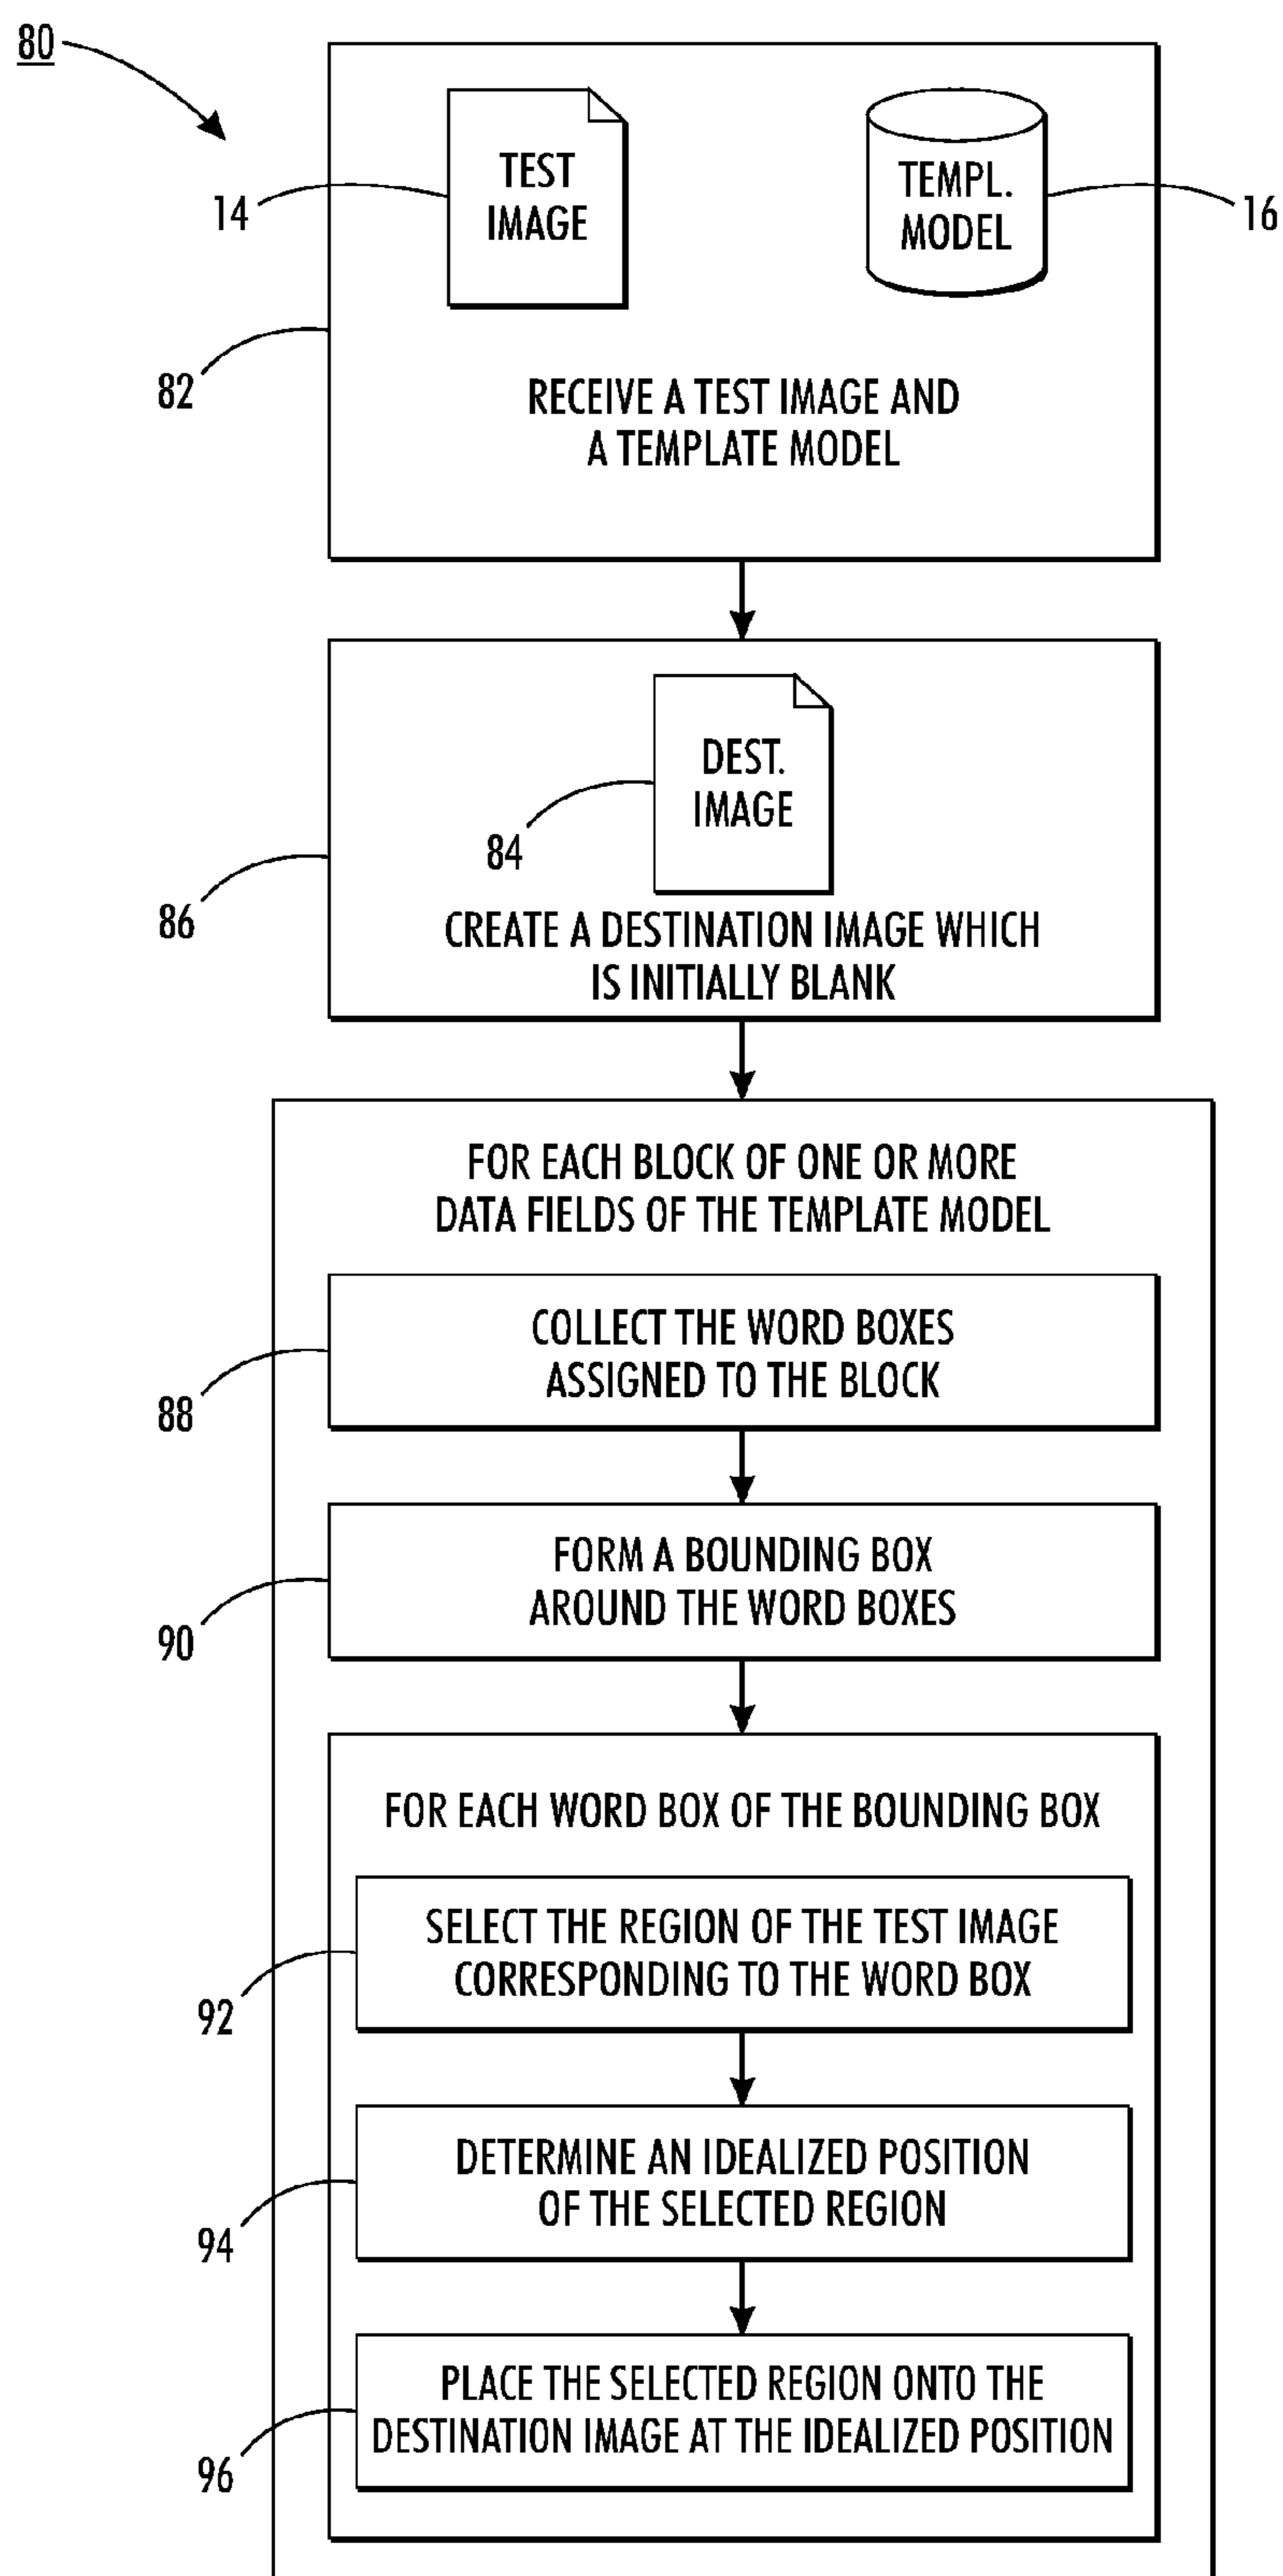 80
TEST
IMAGE
14
TEMPL.
MODEL
16
82
RECEIVE A TEST IMAGE AND
A TEMPLATE MODEL
DEST.
IMAGE
84
86
CREATE A DESTINATION IMAGE WHICH
IS INITIALLY BLANK
FOR EACH BLOCK OF ONE OR MORE
DATA FIELDS OF THE TEMPLATE MODEL
COLLECT THE WORD BOXES
ASSIGNED TO THE BLOCK
88
FORM A BOUNDING BOX
AROUND THE WORD BOXES
90
FOR EACH WORD BOX OF THE BOUNDING BOX
SELECT THE REGION OF THE TEST IMAGE
CORRESPONDING TO THE WORD BOX
92
DETERMINE AN IDEALIZED POSITION
OF THE SELECTED REGION
94
PLACE THE SELECTED REGION ONTO THE
DESTINATION IMAGE AT THE IDEALIZED POSITION
96